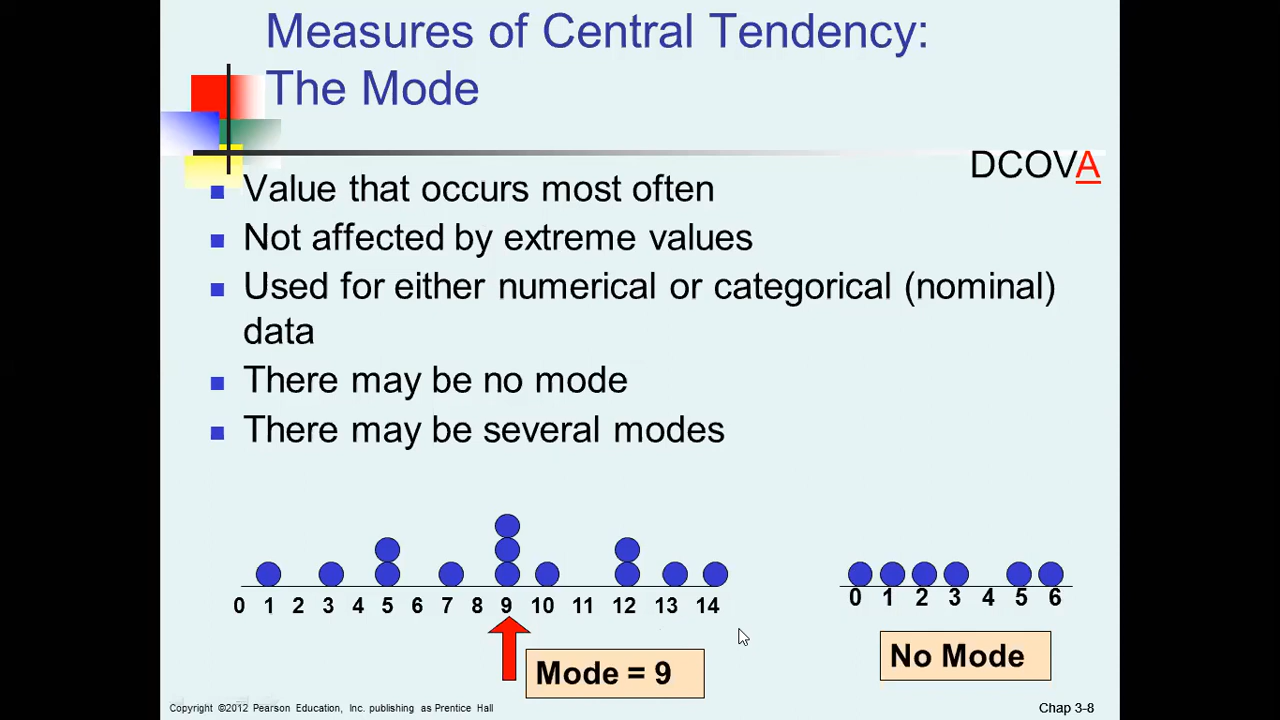 Measures of Central Tendency:
The Mode
DCOVA
Value that occurs most often
Not affected by extreme values
Used for either numerical or categorical (nominal)
data
There may be no mode
There may be several modes
0 1 2 3 4 5 6 7 8 9 10 11 12 13 14
0 1 2 3 4 5 6
Mode = 9
No Mode
Copyright ©2012 Pearson Education, Inc. publishing as Prentice Hall
Chap 3-8